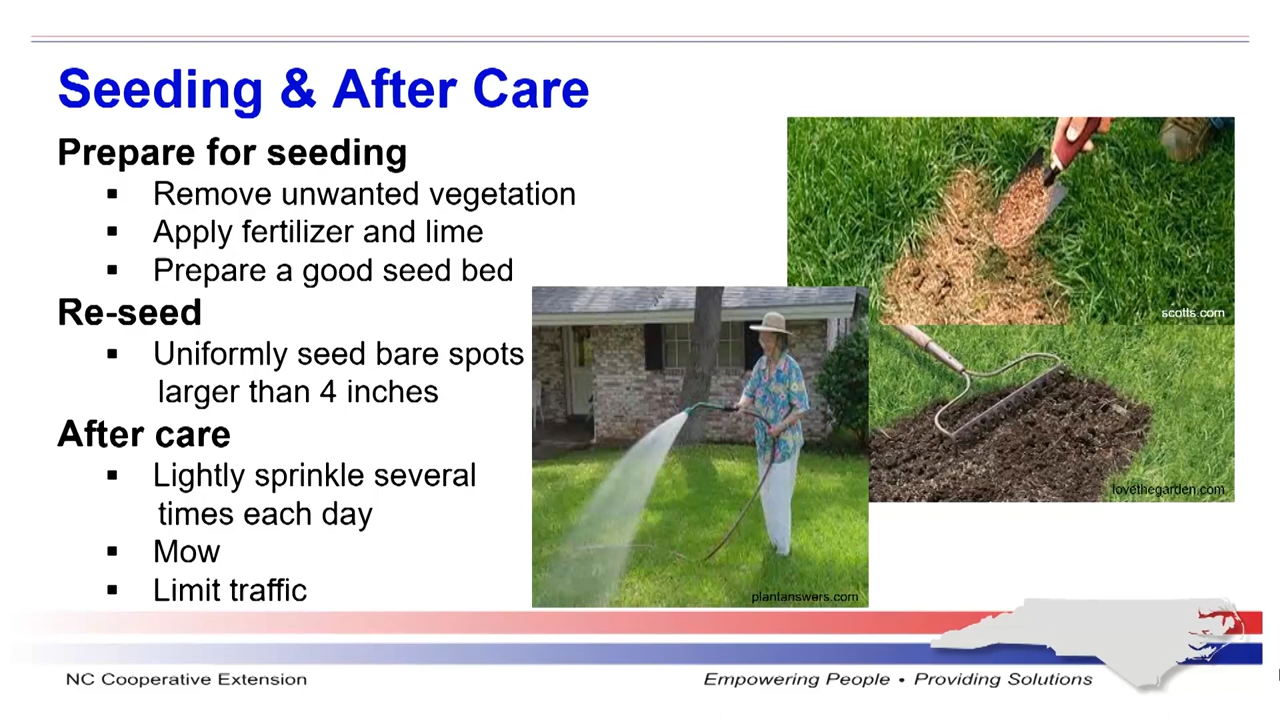 Seeding & After Care
Prepare for seeding
▪ Remove unwanted vegetation
▪ Apply fertilizer and lime
▪ Prepare a good seed bed
Re-seed
▪ Uniformly seed bare spots
larger than 4 inches
After care
▪ Lightly sprinkle several
times each day
▪ Mow
▪ Limit traffic
scotts.com
lovethegarden.com
plantanswers.com
NC Cooperative Extension
Empowering People • Providing Solutions